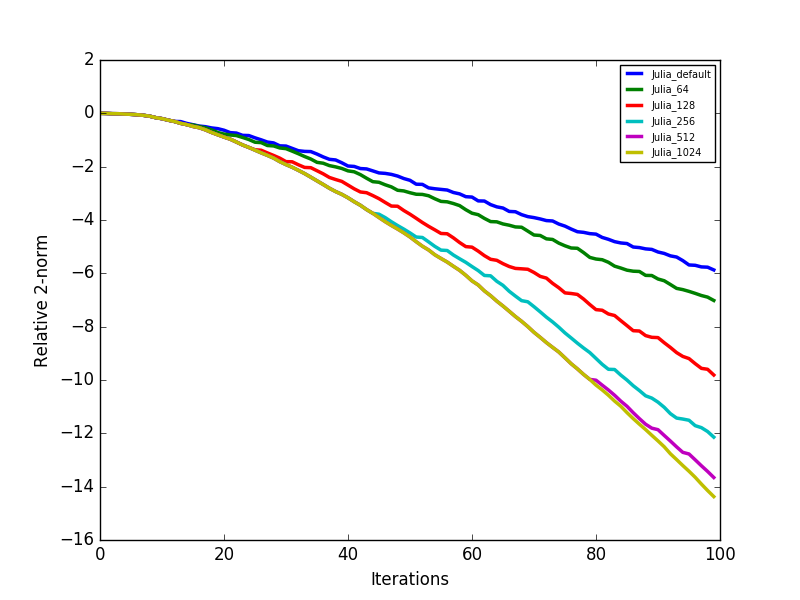 2
0
−2
−4
−6
−8
−10
−12
−14
−16
Relative 2-norm
0 20 40 60 80 100
Iterations
Julia_default
Julia_64
Julia_128
Julia_256
Julia_512
Julia_1024